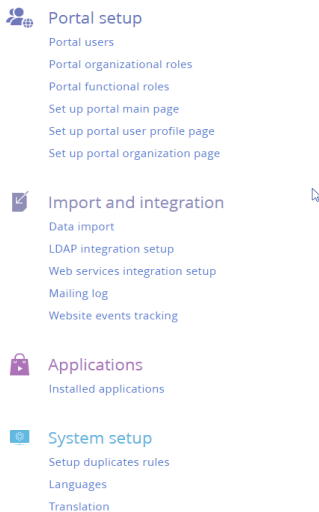 Portal setup
Portal users
Portal organizational roles
Portal functional roles
Set up portal main page
Set up portal user profile page
Set up portal organization page
Import and integration
Data import
LDAP integration setup
Web services integration setup
Mailing log
Website events tracking
Applications
Installed applications
System setup
Setup duplicates rules
Languages
Translation